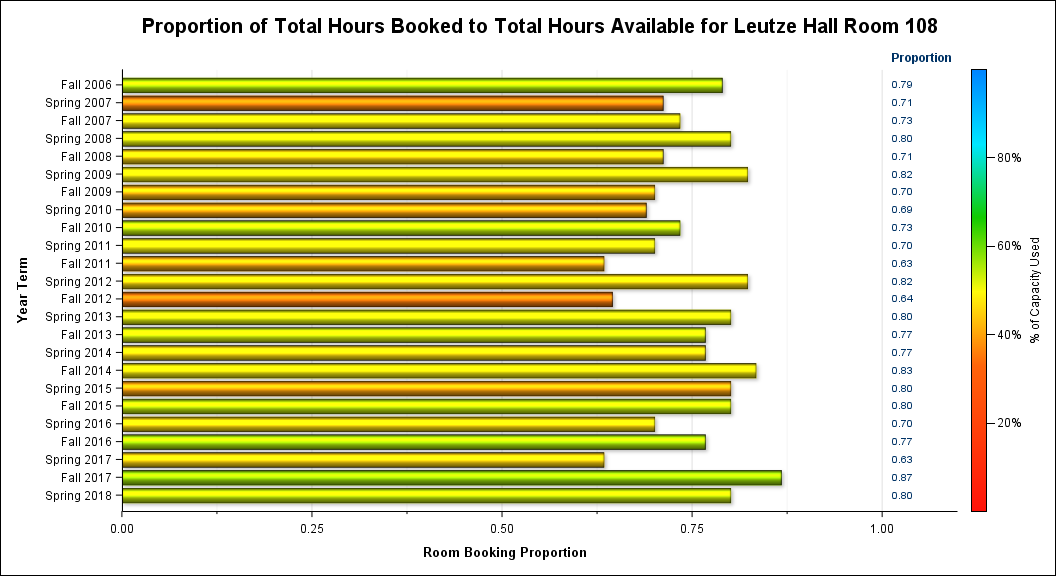 Proportion of Total Hours Booked to Total Hours Available for Leutze Hall Room 108
Proportion
Fall 2006 0.79
Spring 2007 0.71
Fall 2007 0.73
Spring 2008 0.80
Fall 2008 0.71
Spring 2009 0.82
Fall 2009 0.70
Spring 2010 0.69
Fall 2010 0.73
Spring 2011 0.70
Fall 2011 0.63
Spring 2012 0.82
Fall 2012 0.64
Spring 2013 0.80
Fall 2013 0.77
Spring 2014 0.77
Fall 2014 0.83
Spring 2015 0.80
Fall 2015 0.80
Spring 2016 0.70
Fall 2016 0.77
Spring 2017 0.63
Fall 2017 0.87
Spring 2018 0.80
Year Term
0.00 0.25 0.50 0.75 1.00
Room Booking Proportion
80%
60%
40%
20%
% of Capacity Used